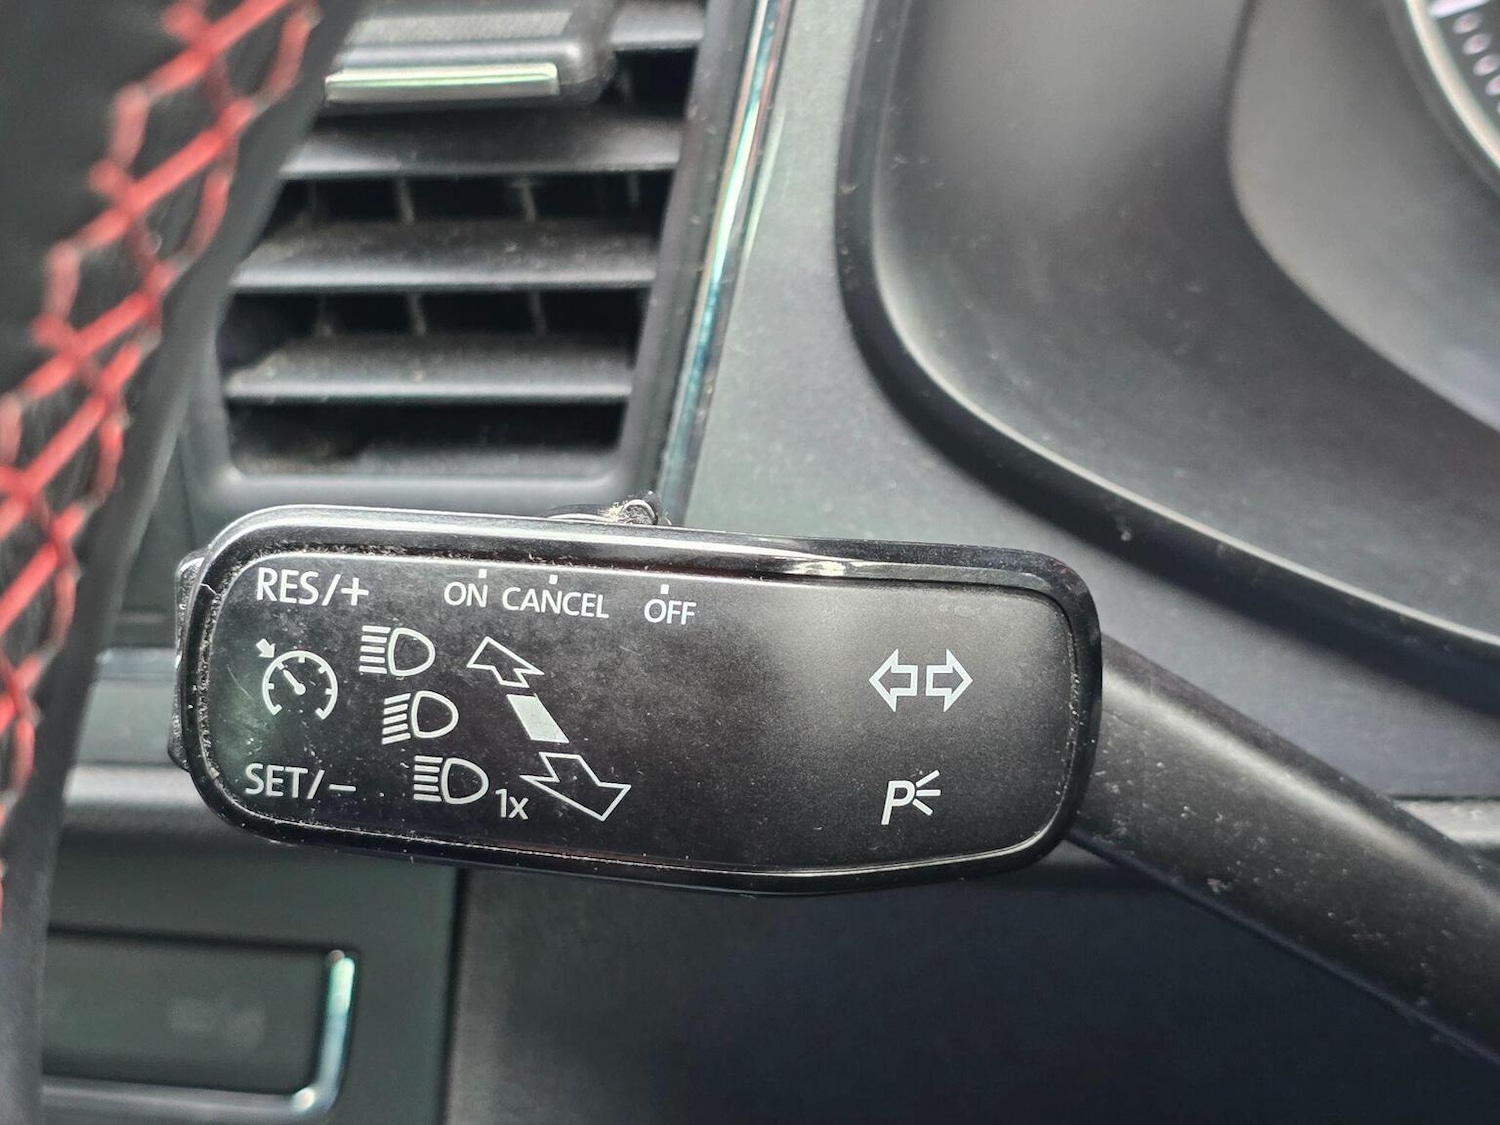 RES/+
ON CANCEL OFF
SET/−
1x
P